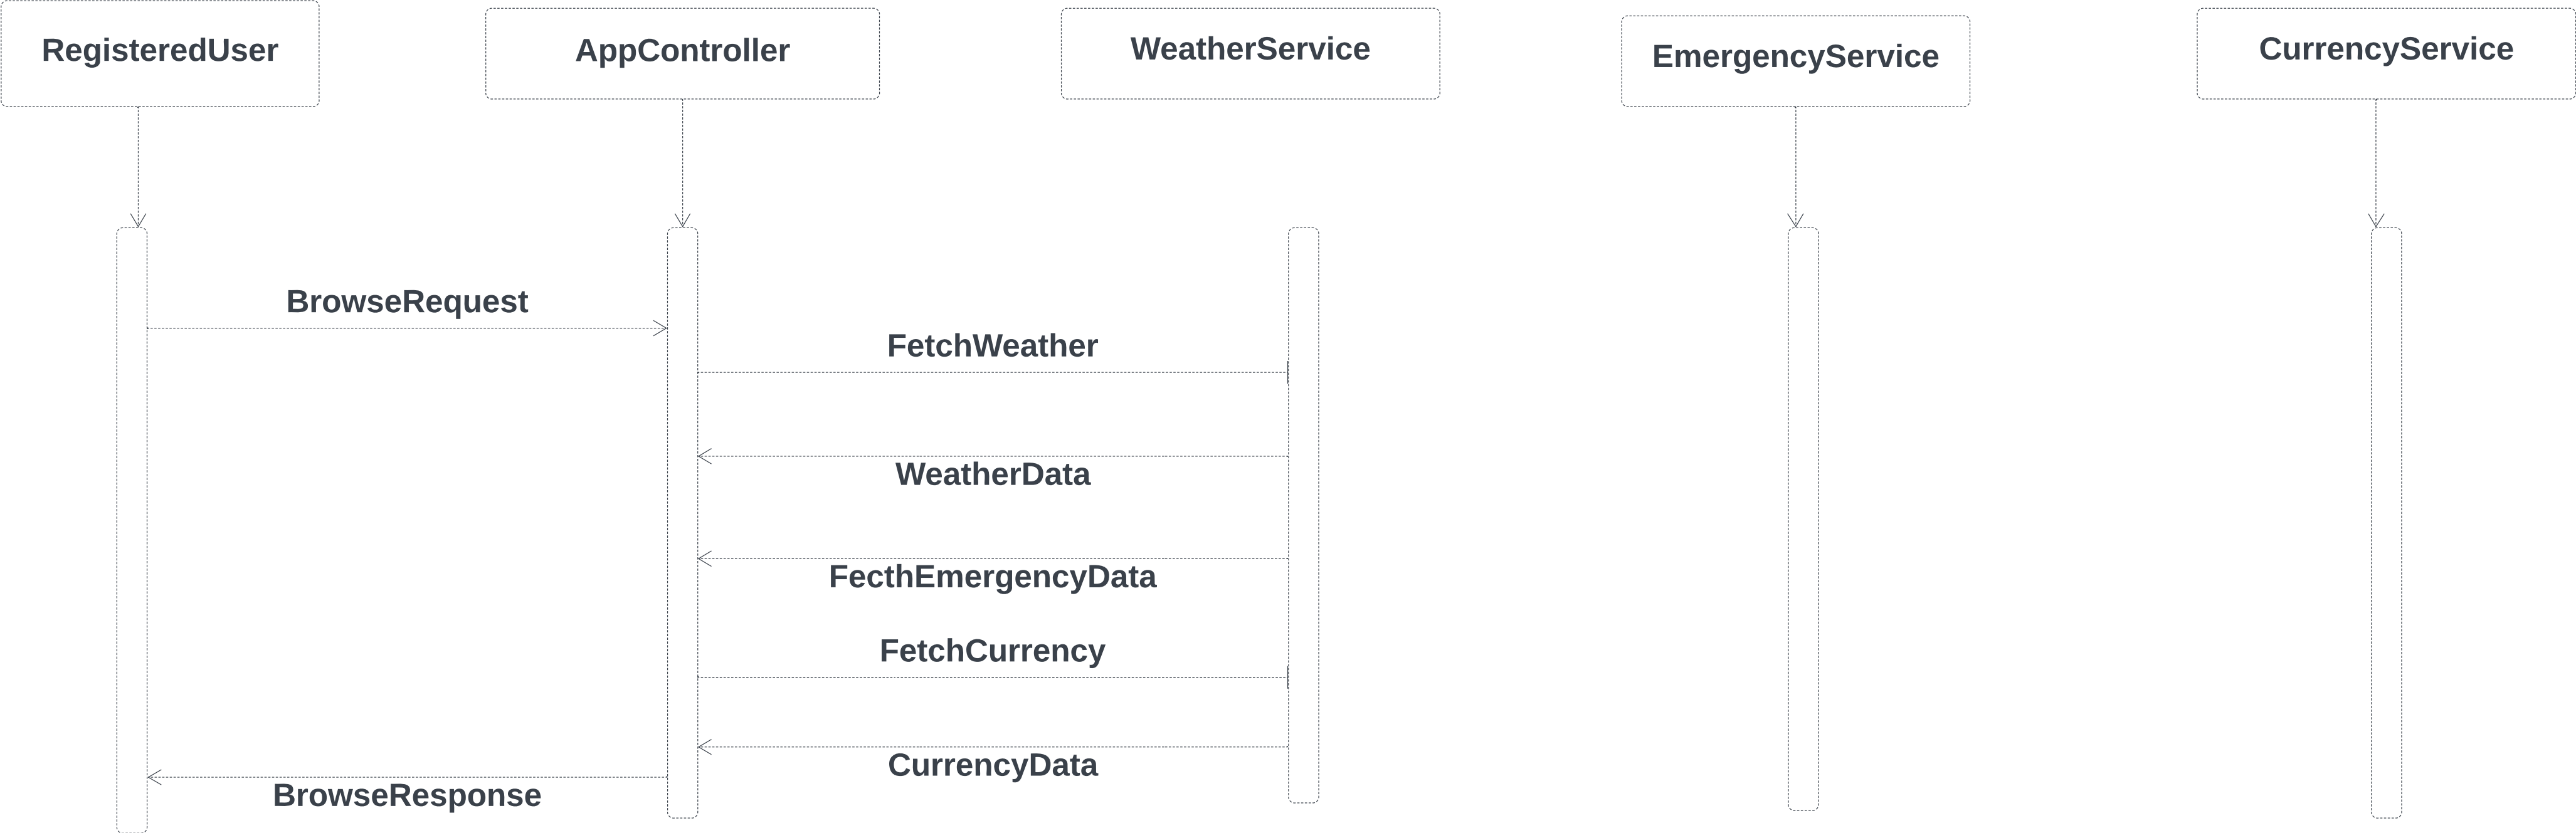 RegisteredUser
AppController
WeatherService
EmergencyService
CurrencyService
BrowseRequest
FetchWeather
WeatherData
FecthEmergencyData
FetchCurrency
CurrencyData
BrowseResponse